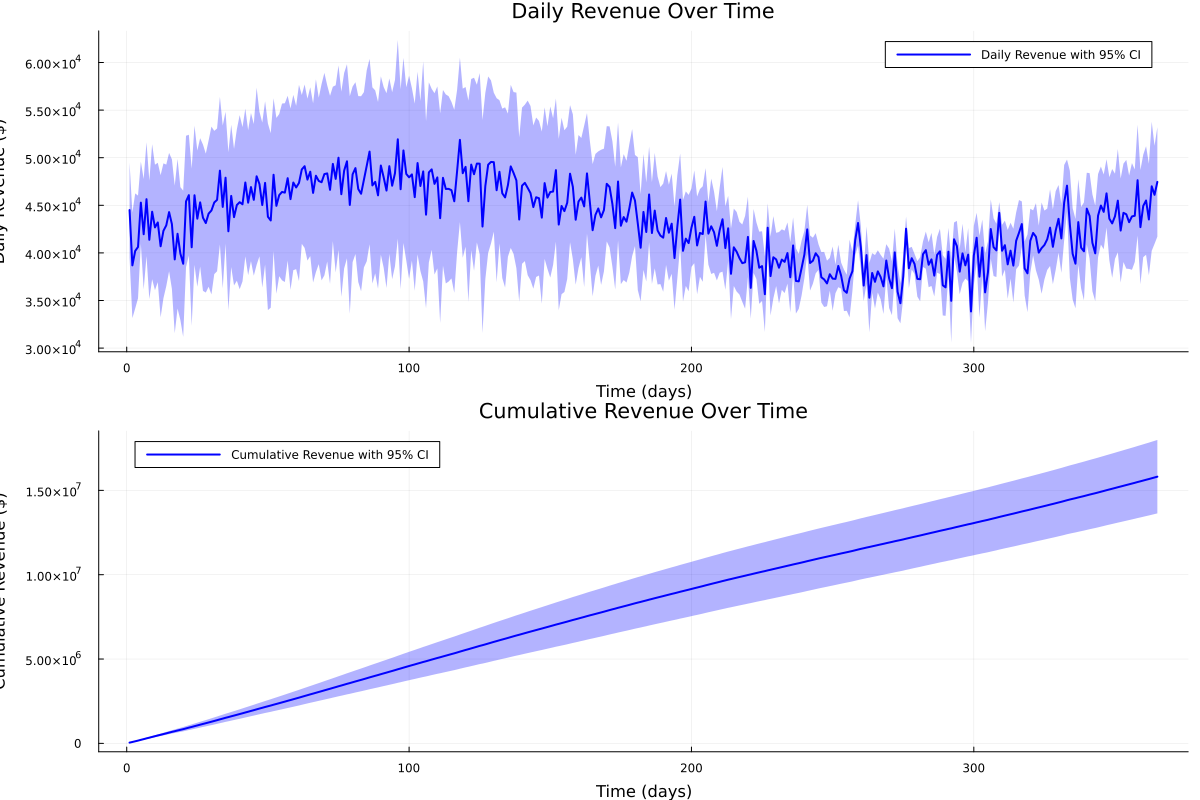 Daily Revenue Over Time
Daily Revenue with 95% CI
Daily Revenue ($)
6.00×10⁴
5.50×10⁴
5.00×10⁴
4.50×10⁴
4.00×10⁴
3.50×10⁴
3.00×10⁴
0 100 200 300
Time (days)
Cumulative Revenue Over Time
Cumulative Revenue with 95% CI
Cumulative Revenue ($)
1.50×10⁷
1.00×10⁷
5.00×10⁶
0
0 100 200 300
Time (days)